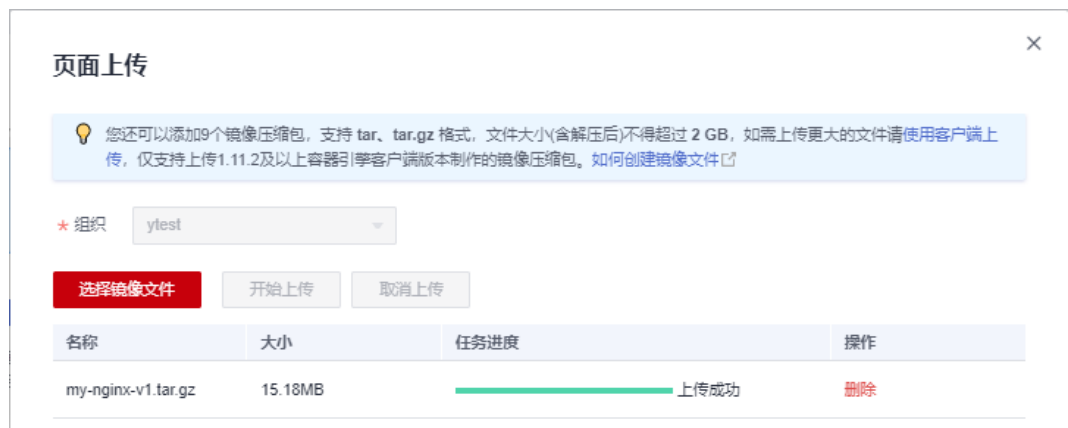 页面上传
您还可以添加9个镜像压缩包，支持 tar、tar.gz 格式，文件大小(含解压后)不得超过 2 GB，如需上传更大的文件请使用客户端上
传，仅支持上传1.11.2及以上容器引擎客户端版本制作的镜像压缩包。如何创建镜像文件
* 组织 ytest
选择镜像文件 开始上传 取消上传
名称 大小 任务进度 操作
my-nginx-v1.tar.gz 15.18MB 上传成功 删除